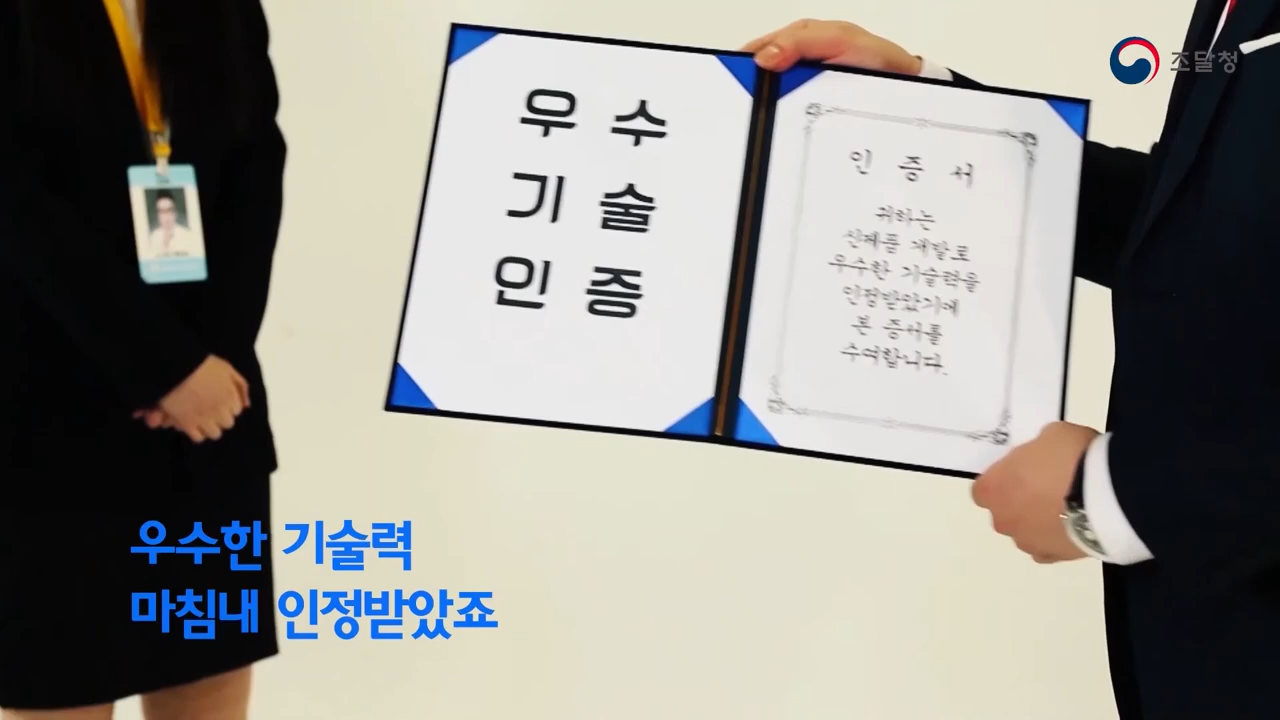 조달청
우수
기술
인증
인 증 서
귀하는
신제품 개발로
우수한 기술력을
인정받았기에
본 증서를
수여합니다.
우수한 기술력
마침내 인정받았죠